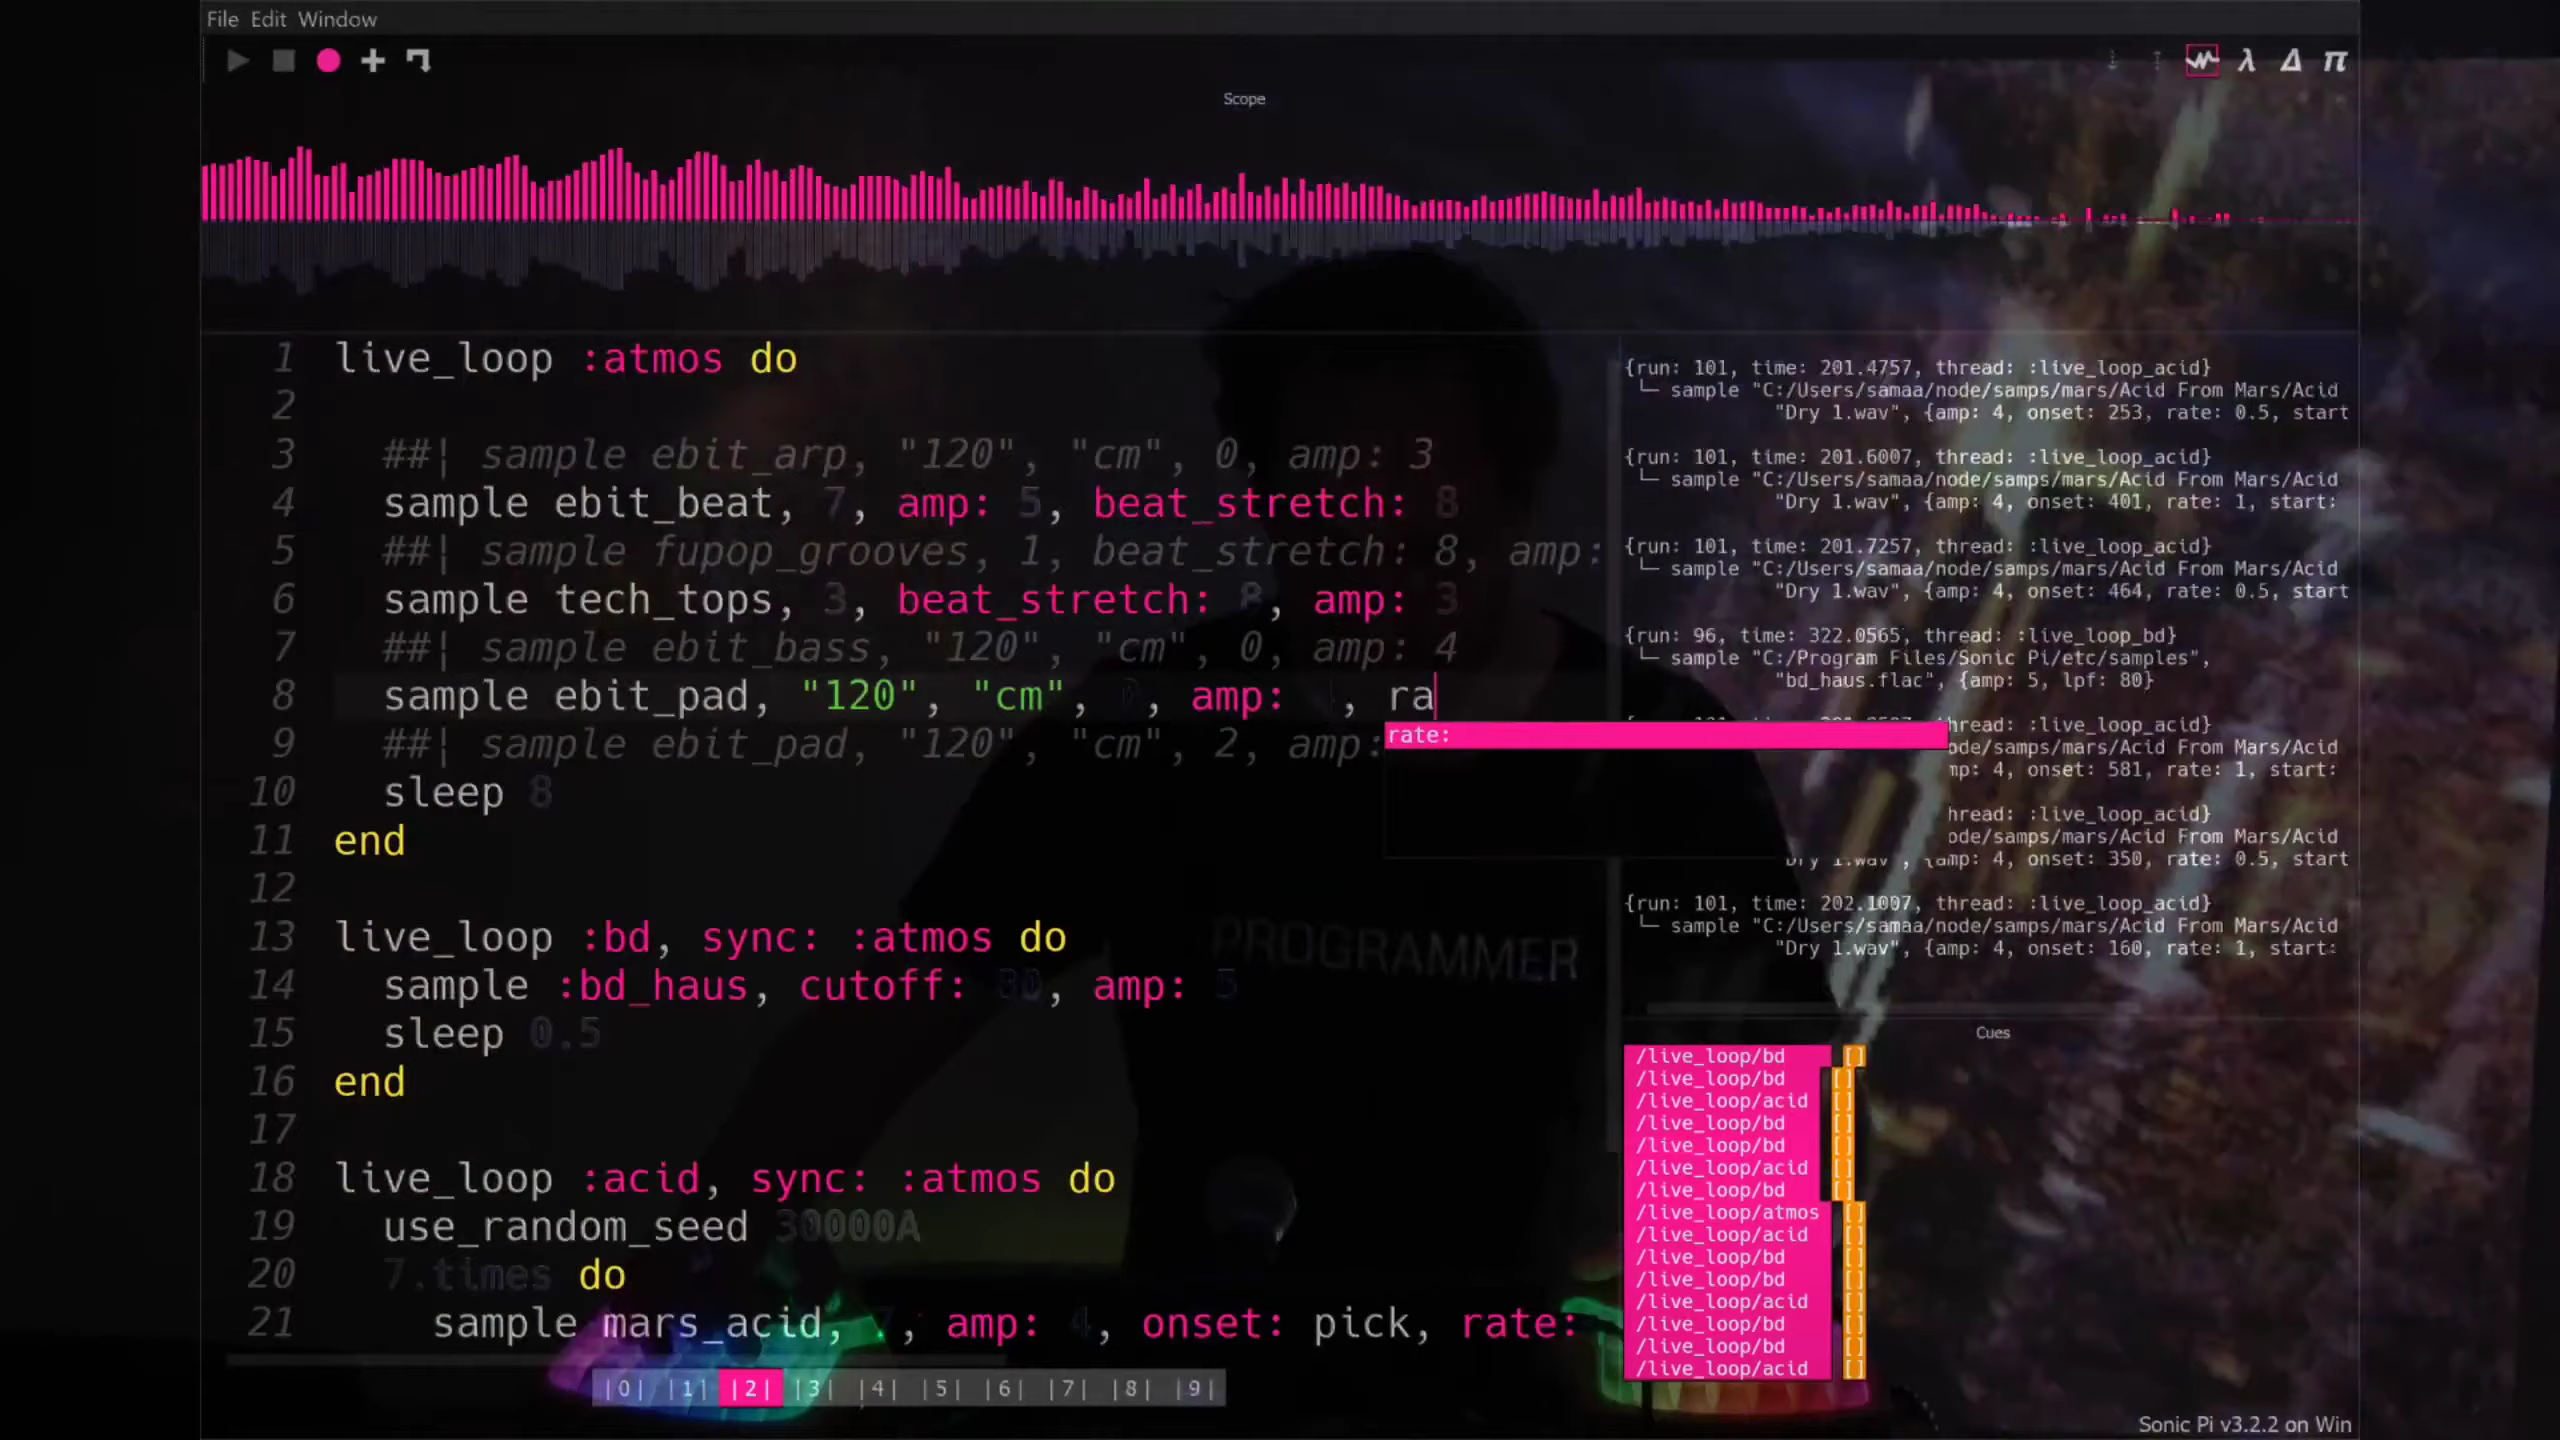 File Edit Window
Scope
1 live_loop :atmos do
2
3 ##| sample ebit_arp, "120", "cm", 0, amp: 3
4 sample ebit_beat, 7, amp: 5, beat_stretch: 8
5 ##| sample fupop_grooves, 1, beat_stretch: 8, amp:
6 sample tech_tops, 3, beat_stretch: 8, amp: 3
7 ##| sample ebit_bass, "120", "cm", 0, amp: 4
8 sample ebit_pad, "120", "cm", , amp: , ra
rate:
9 ##| sample ebit_pad, "120", "cm", 2, amp:
10 sleep 8
11 end
12
13 live_loop :bd, sync: :atmos do
14 sample :bd_haus, cutoff: 80, amp: 5
15 sleep 0.5
16 end
17
18 live_loop :acid, sync: :atmos do
19 use_random_seed 30000A
20 7.times do
21 sample mars_acid, , amp: 4, onset: pick, rate:
|0| |1| |2| |3| |4| |5| |6| |7| |8| |9|
PROGRAMMER
{run: 101, time: 201.4757, thread: :live_loop_acid}
└─ sample "C:/Users/samaa/node/samps/mars/Acid From Mars/Acid
"Dry 1.wav", {amp: 4, onset: 253, rate: 0.5, start
{run: 101, time: 201.6007, thread: :live_loop_acid}
└─ sample "C:/Users/samaa/node/samps/mars/Acid From Mars/Acid
"Dry 1.wav", {amp: 4, onset: 401, rate: 1, start:
{run: 101, time: 201.7257, thread: :live_loop_acid}
└─ sample "C:/Users/samaa/node/samps/mars/Acid From Mars/Acid
"Dry 1.wav", {amp: 4, onset: 464, rate: 0.5, start
{run: 96, time: 322.0565, thread: :live_loop_bd}
└─ sample "C:/Program Files/Sonic Pi/etc/samples",
"bd_haus.flac", {amp: 5, lpf: 80}
hread: :live_loop_acid}
ode/samps/mars/Acid From Mars/Acid
mp: 4, onset: 581, rate: 1, start:
hread: :live_loop_acid}
ode/samps/mars/Acid From Mars/Acid
Dry 1.wav", {amp: 4, onset: 350, rate: 0.5, start
{run: 101, time: 202.1007, thread: :live_loop_acid}
└─ sample "C:/Users/samaa/node/samps/mars/Acid From Mars/Acid
"Dry 1.wav", {amp: 4, onset: 160, rate: 1, start:
Cues
/live_loop/bd []
/live_loop/bd []
/live_loop/acid []
/live_loop/bd []
/live_loop/bd []
/live_loop/acid []
/live_loop/bd []
/live_loop/atmos []
/live_loop/acid []
/live_loop/bd []
/live_loop/bd []
/live_loop/acid []
/live_loop/bd []
/live_loop/bd []
/live_loop/acid []
Sonic Pi v3.2.2 on Win